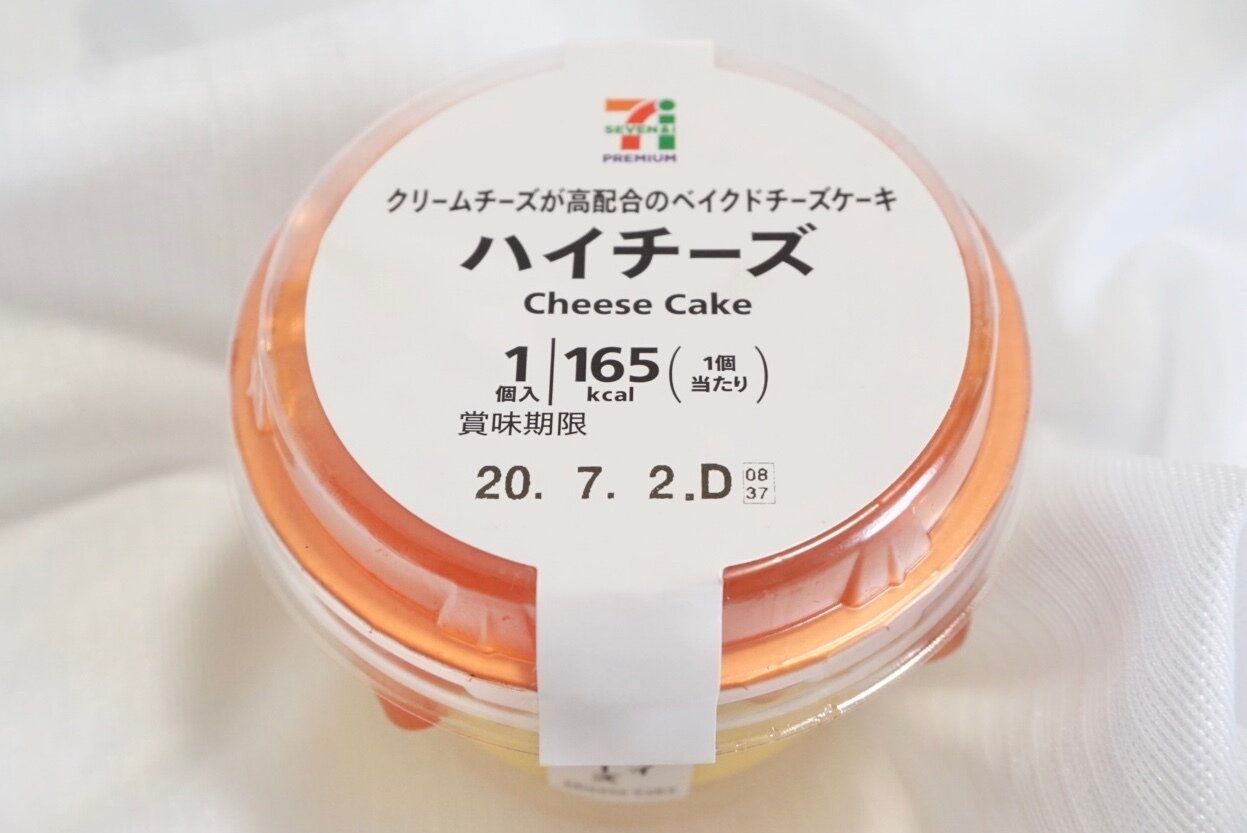 7i
SEVEN & i
PREMIUM
クリームチーズが高配合のベイクドチーズケーキ
ハイチーズ
Cheese Cake
1個入
165 kcal
(1個当たり)
賞味期限
20. 7. 2.D
08
37
Cheese Cake